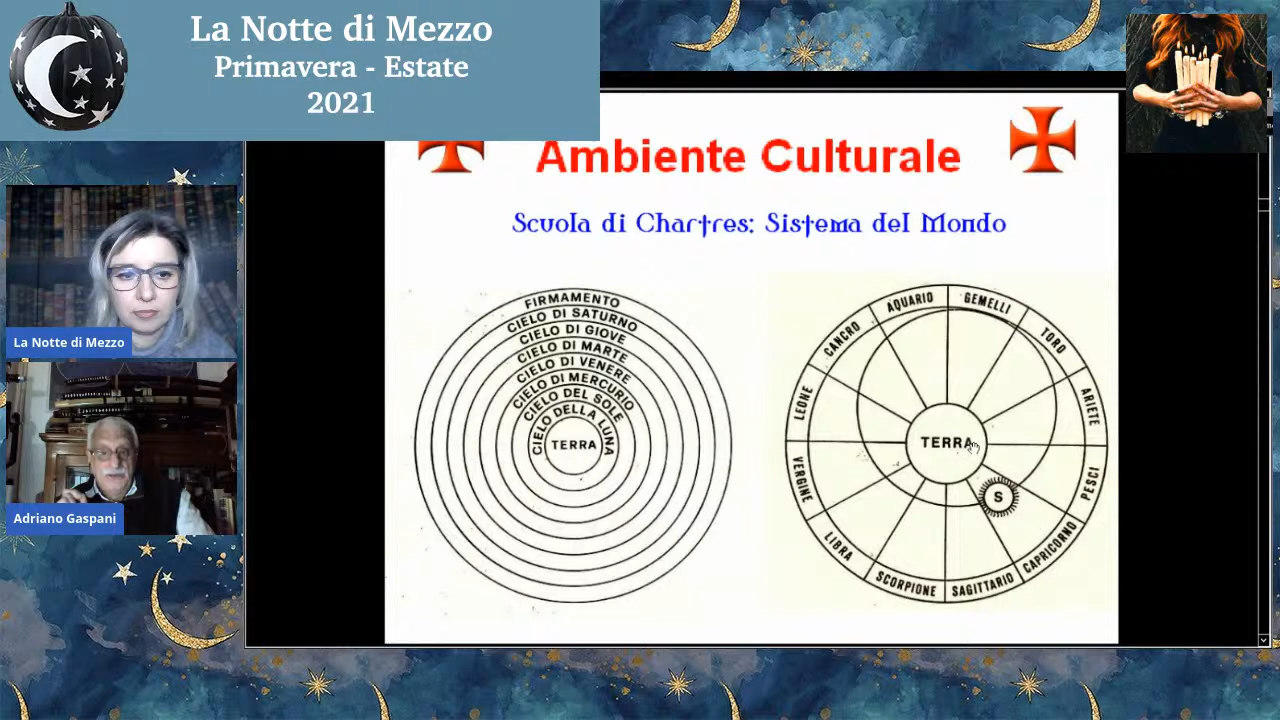 La Notte di Mezzo
Primavera - Estate
2021
Ambiente Culturale
Scuola di Chartres: Sistema del Mondo
FIRMAMENTO
CIELO DI SATURNO
CIELO DI GIOVE
CIELO DI MARTE
CIELO DI VENERE
CIELO DI MERCURIO
CIELO DEL SOLE
CIELO DELLA LUNA
TERRA
AQUARIO
GEMELLI
TORO
ARIETE
PESCI
CAPRICORNO
SAGITTARIO
SCORPIONE
LIBRA
VERGINE
LEONE
CANCRO
TERRA
S
La Notte di Mezzo
Adriano Gaspani